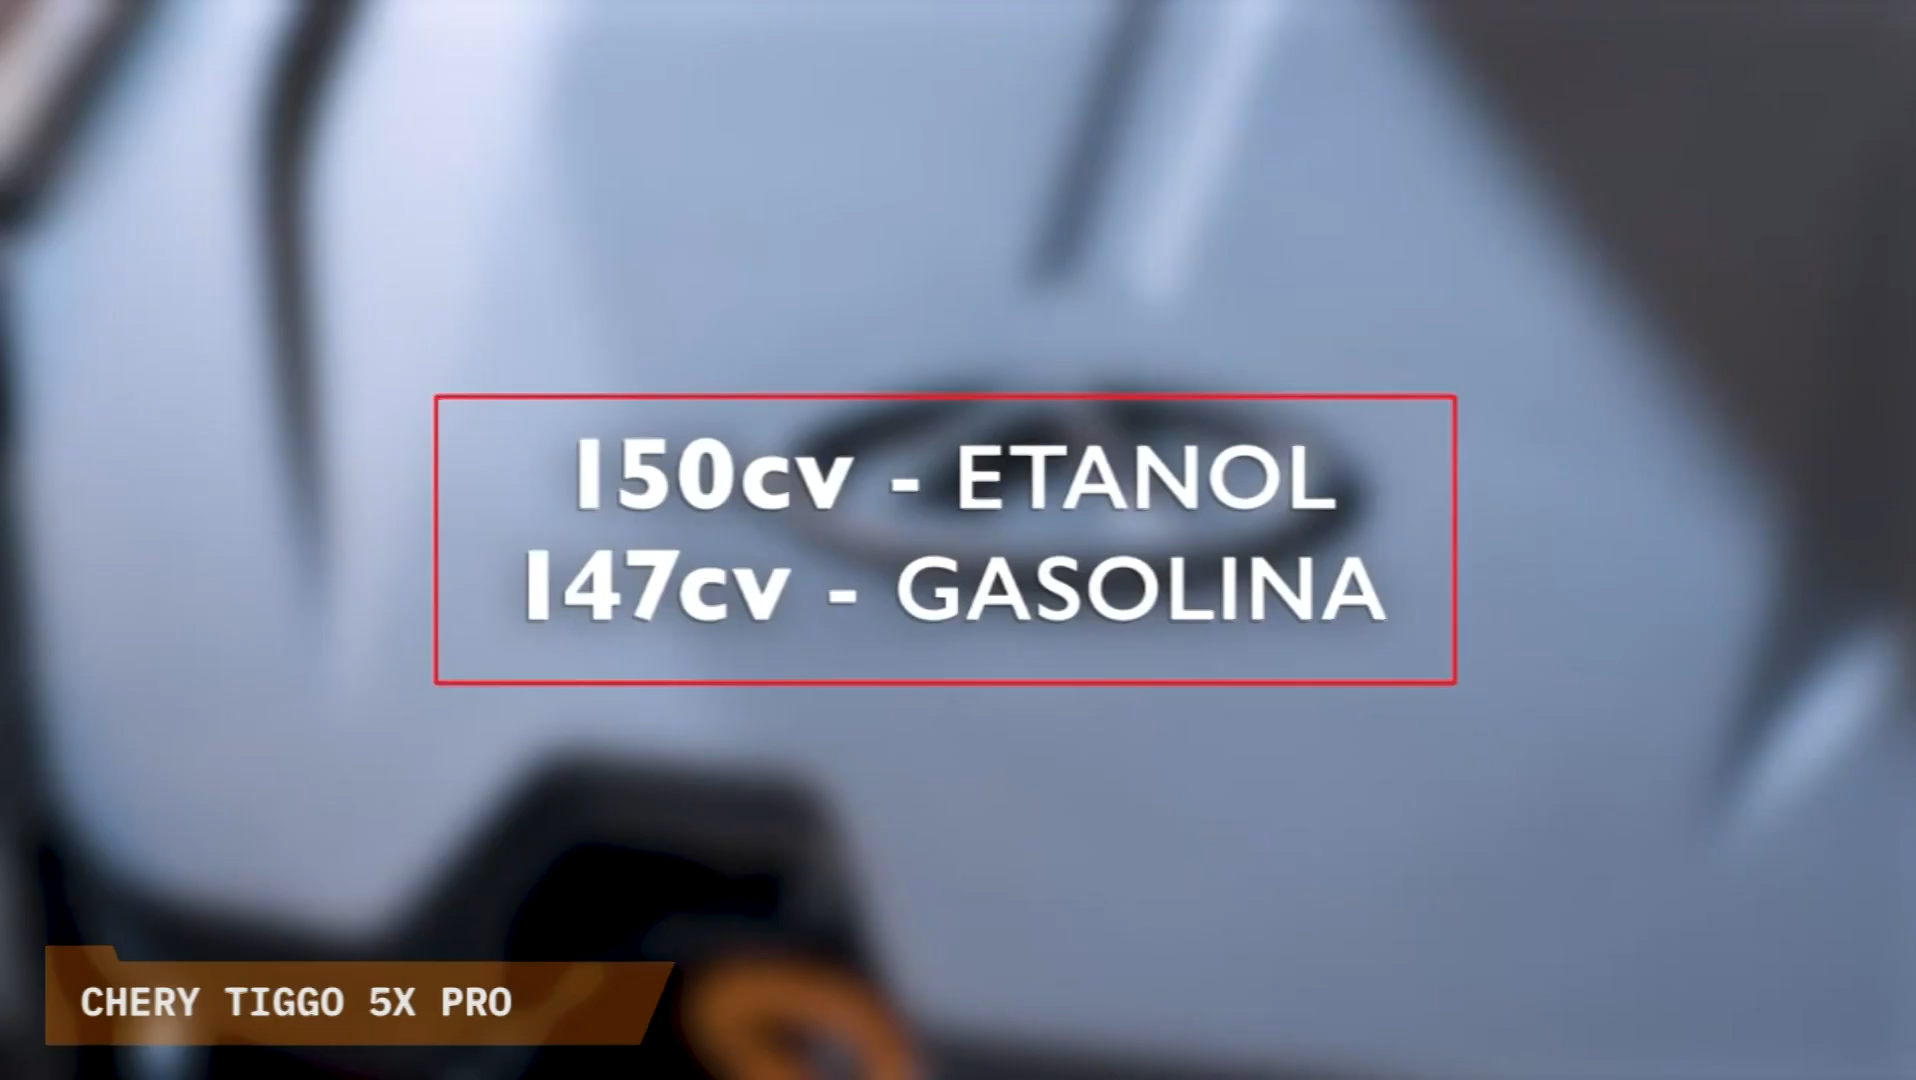 150cv - ETANOL
147cv - GASOLINA
CHERY TIGGO 5X PRO